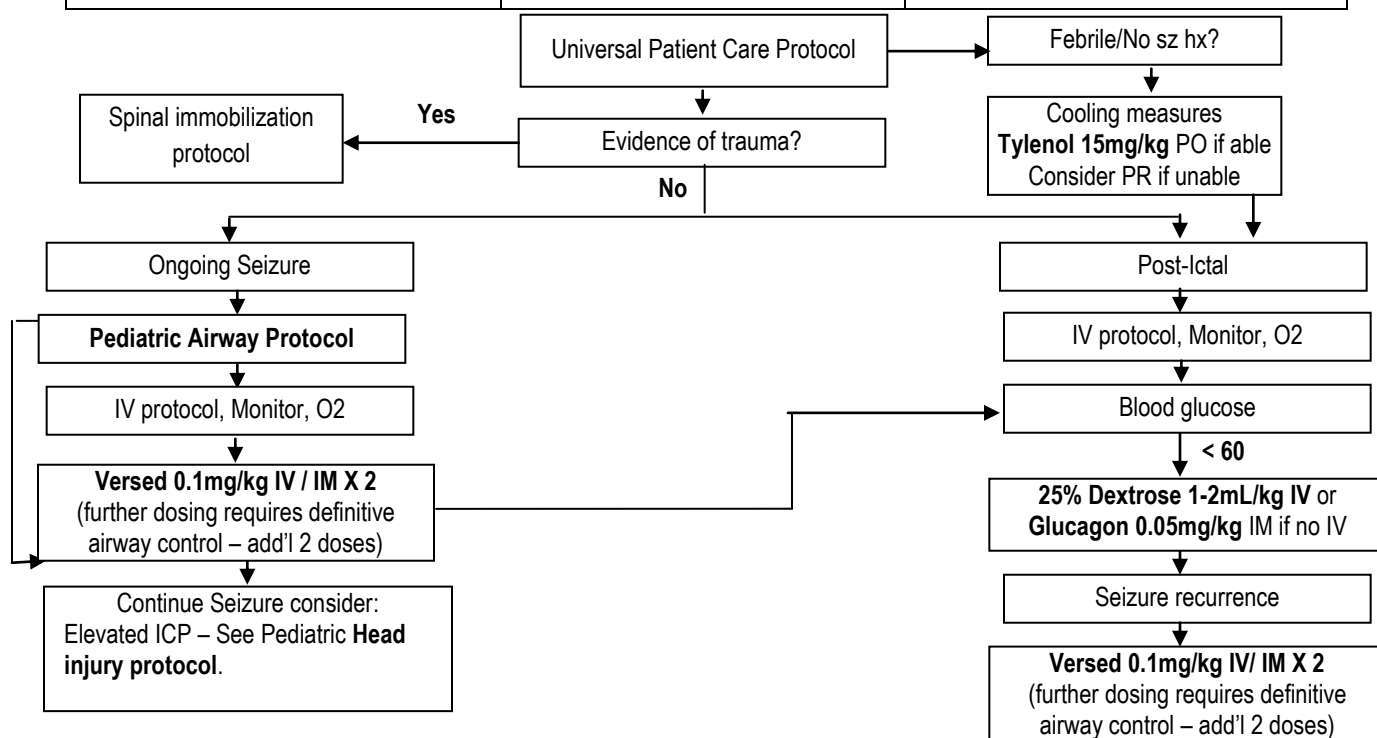 Universal Patient Care Protocol
Febrile/No sz hx?
Spinal immobilization
protocol
Yes
Evidence of trauma?
Cooling measures
Tylenol 15mg/kg PO if able
Consider PR if unable
No
Ongoing Seizure
Post-Ictal
Pediatric Airway Protocol
IV protocol, Monitor, O2
IV protocol, Monitor, O2
Blood glucose
< 60
Versed 0.1mg/kg IV / IM X 2
(further dosing requires definitive
airway control – add'l 2 doses)
25% Dextrose 1-2mL/kg IV or
Glucagon 0.05mg/kg IM if no IV
Continue Seizure consider:
Elevated ICP – See Pediatric Head
injury protocol.
Seizure recurrence
Versed 0.1mg/kg IV/ IM X 2
(further dosing requires definitive
airway control – add'l 2 doses)